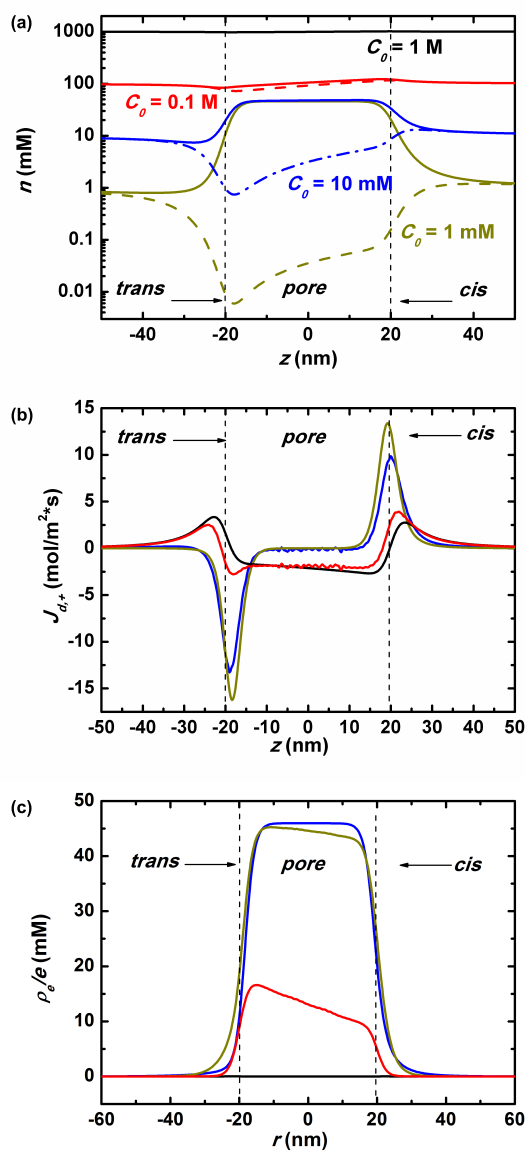 (a)
1000
100
10
1
0.1
0.01
n (mM)
C0 = 1 M
C0 = 0.1 M
C0 = 10 mM
C0 = 1 mM
trans
pore
cis
-40 -20 0 20 40
z (nm)
(b)
15
10
5
0
-5
-10
-15
Jd,+ (mol/m2*s)
trans
pore
cis
-50 -40 -30 -20 -10 0 10 20 30 40 50
z (nm)
(c)
50
40
30
20
10
0
ρe/e (mM)
trans
pore
cis
-60 -40 -20 0 20 40 60
r (nm)